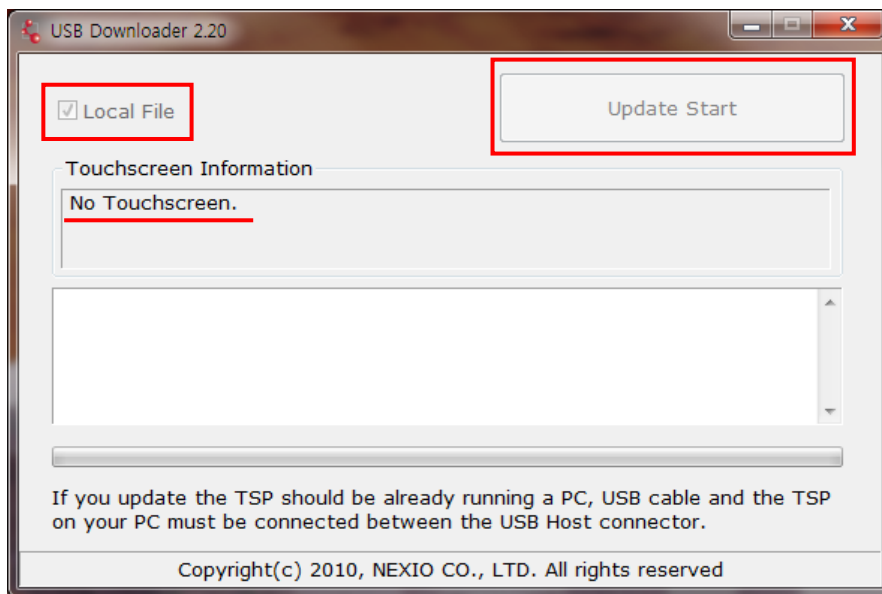 USB Downloader 2.20
Local File
Update Start
Touchscreen Information
No Touchscreen.
If you update the TSP should be already running a PC, USB cable and the TSP
on your PC must be connected between the USB Host connector.
Copyright(c) 2010, NEXIO CO., LTD. All rights reserved